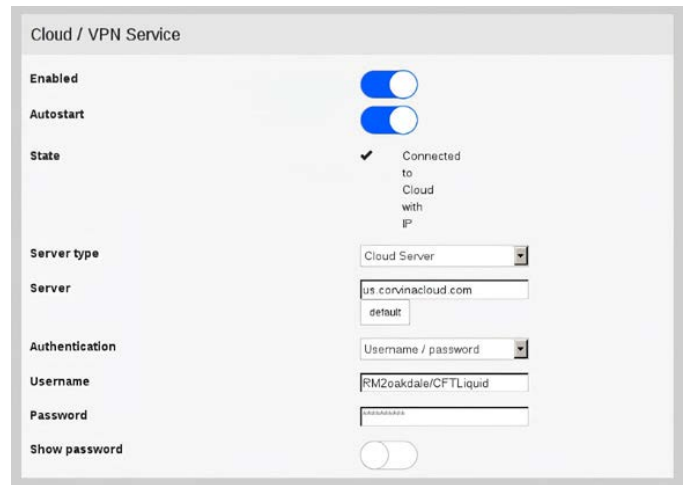 Cloud / VPN Service
Enabled
Autostart
State
✔ Connected
to
Cloud
with
IP
Server type
Cloud Server
Server
us.corvinacloud.com
default
Authentication
Username / password
Username
RM2oakdale/CFTLiquid
Password
**********
Show password